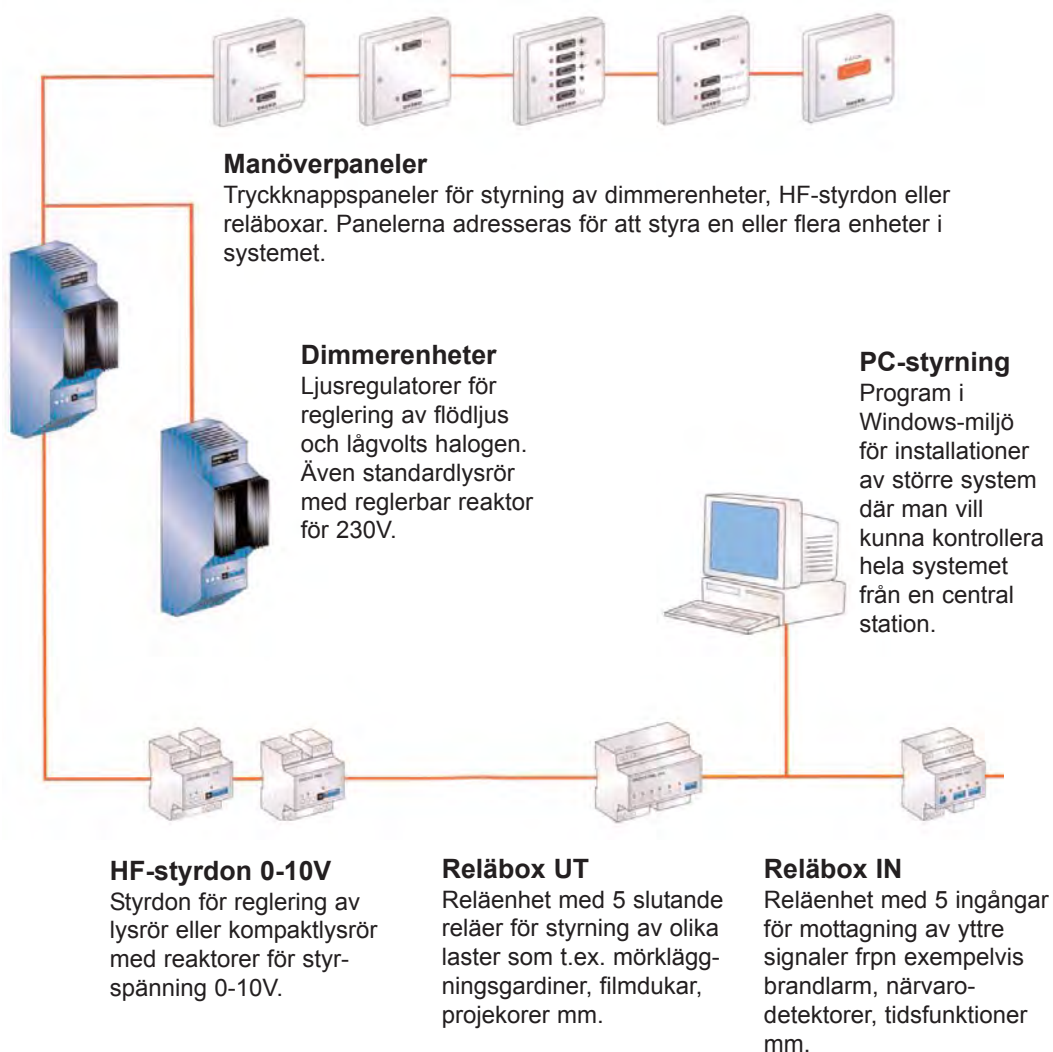 Manöverpaneler
Tryckknappspaneler för styrning av dimmerenheter, HF-styrdon eller
reläboxar. Panelerna adresseras för att styra en eller flera enheter i
systemet.
Dimmerenheter
Ljusregulatorer för
reglering av flödljus
och lågvolts halogen.
Även standardlysrör
med reglerbar reaktor
för 230V.
PC-styrning
Program i
Windows-miljö
för installationer
av större system
där man vill
kunna kontrollera
hela systemet
från en central
station.
HF-styrdon 0-10V
Styrdon för reglering av
lysrör eller kompaktlysrör
med reaktorer för styr-
spänning 0-10V.
Reläbox UT
Reläenhet med 5 slutande
reläer för styrning av olika
laster som t.ex. mörklägg-
ningsgardiner, filmdukar,
projekorer mm.
Reläbox IN
Reläenhet med 5 ingångar
för mottagning av yttre
signaler frpn exempelvis
brandlarm, närvaro-
detektorer, tidsfunktioner
mm.